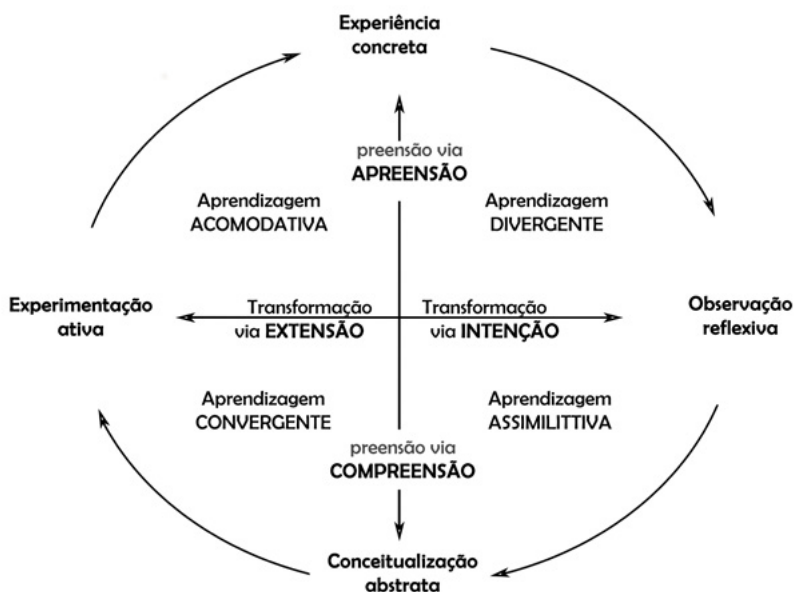 Experiência
concreta
preensão via
APREENSÃO
Aprendizagem
ACOMODATIVA
Aprendizagem
DIVERGENTE
Experimentação
ativa
Transformação
via EXTENSÃO
Transformação
via INTENÇÃO
Observação
reflexiva
Aprendizagem
CONVERGENTE
Aprendizagem
ASSIMILITTIVA
preensão via
COMPREENSÃO
Conceitualização
abstrata